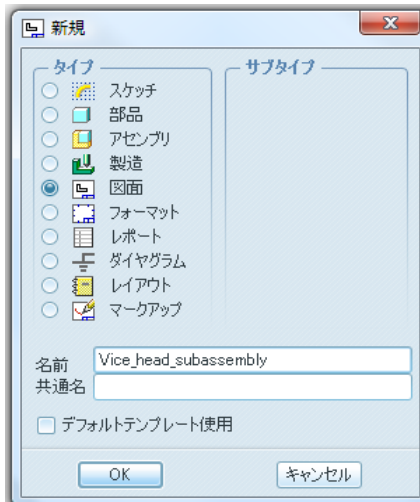 新規
タイプ
サブタイプ
スケッチ
部品
アセンブリ
製造
図面
フォーマット
レポート
ダイヤグラム
レイアウト
マークアップ
名前
Vice_head_subassembly
共通名
デフォルトテンプレート使用
OK
キャンセル